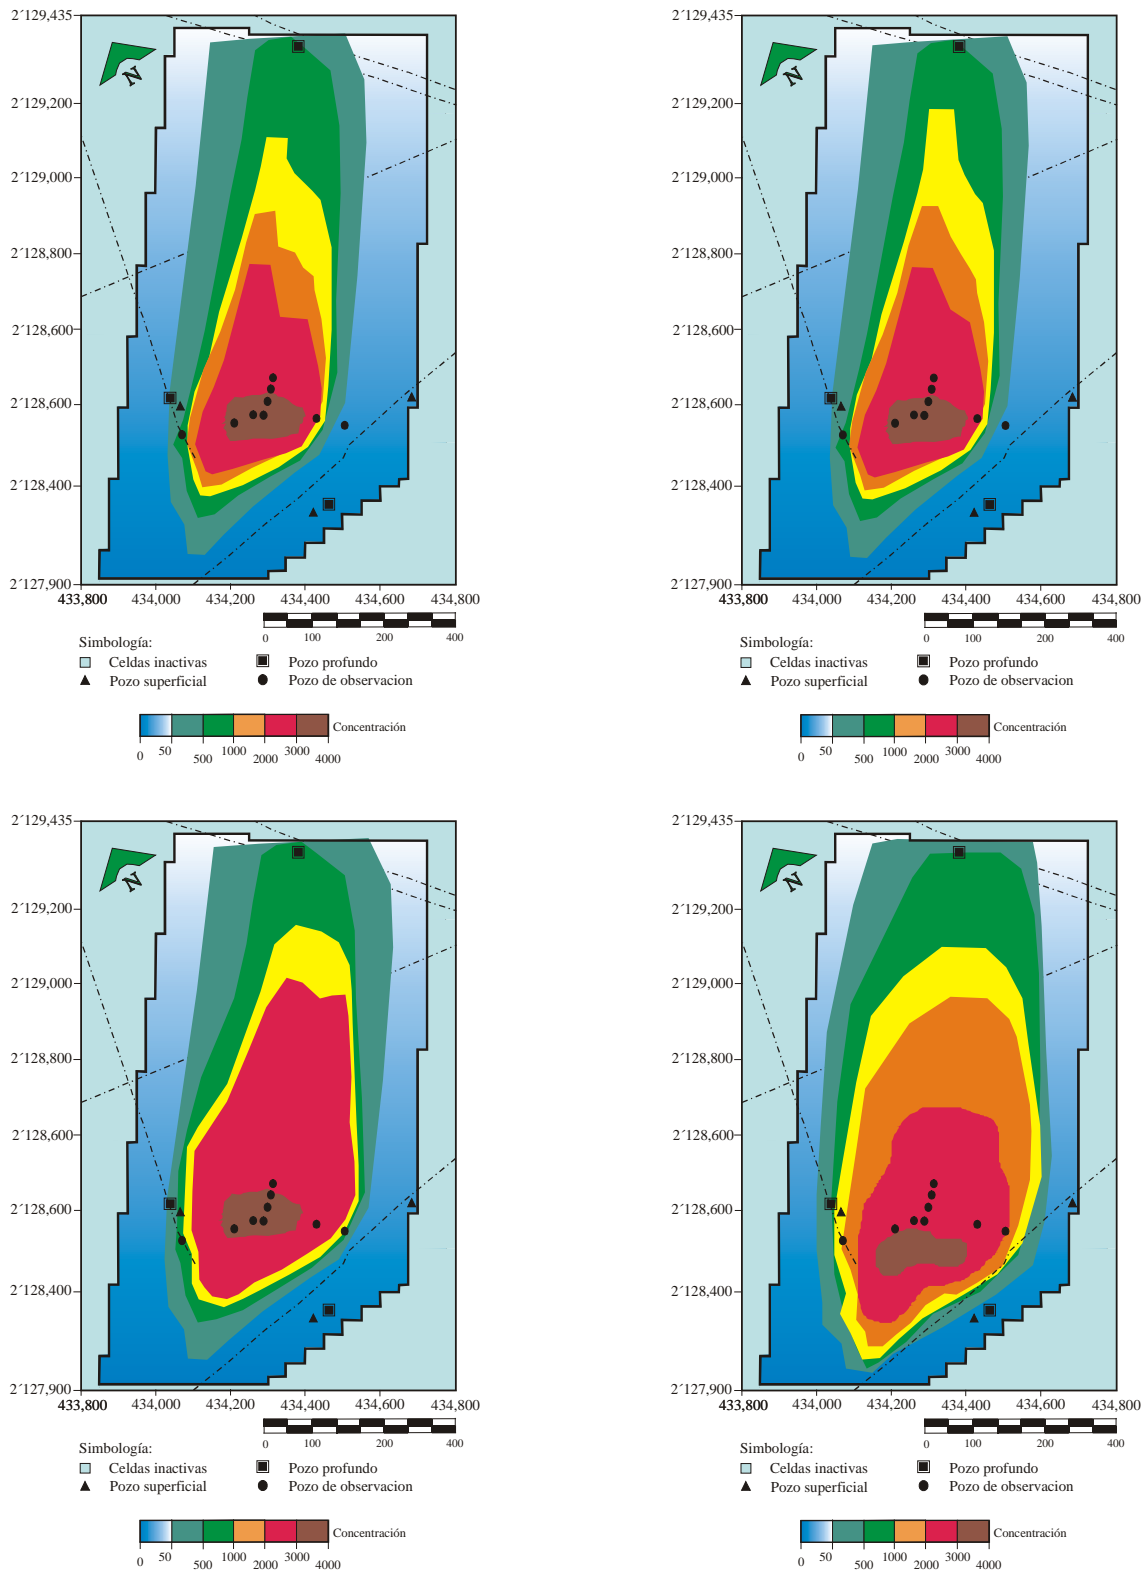 2´129,435
2´129,200
2´129,000
2´128,800
2´128,600
2´128,600
2´128,400
2´127,900
N
433,800 434,000 434,200 434,400 434,600 434,800
0 100 200 400
Simbología:
Celdas inactivas Pozo profundo
Pozo superficial Pozo de observacion
Concentración
0 50 500 1000 2000 3000 4000
2´129,435
2´129,200
2´129,000
2´128,800
2´128,600
2´128,600
2´128,400
2´127,900
N
433,800 434,000 434,200 434,400 434,600 434,800
0 100 200 400
Simbología:
Celdas inactivas Pozo profundo
Pozo superficial Pozo de observacion
Concentración
0 50 500 1000 2000 3000 4000
2´129,435
2´129,200
2´129,000
2´128,800
2´128,600
2´128,600
2´128,400
2´127,900
N
433,800 434,000 434,200 434,400 434,600 434,800
0 100 200 400
Simbología:
Celdas inactivas Pozo profundo
Pozo superficial Pozo de observacion
Concentración
0 50 500 1000 2000 3000 4000
2´129,435
2´129,200
2´129,000
2´128,800
2´128,600
2´128,600
2´128,400
2´127,900
N
433,800 434,000 434,200 434,400 434,600 434,800
0 100 200 400
Simbología:
Celdas inactivas Pozo profundo
Pozo superficial Pozo de observacion
Concentración
0 50 500 1000 2000 3000 4000